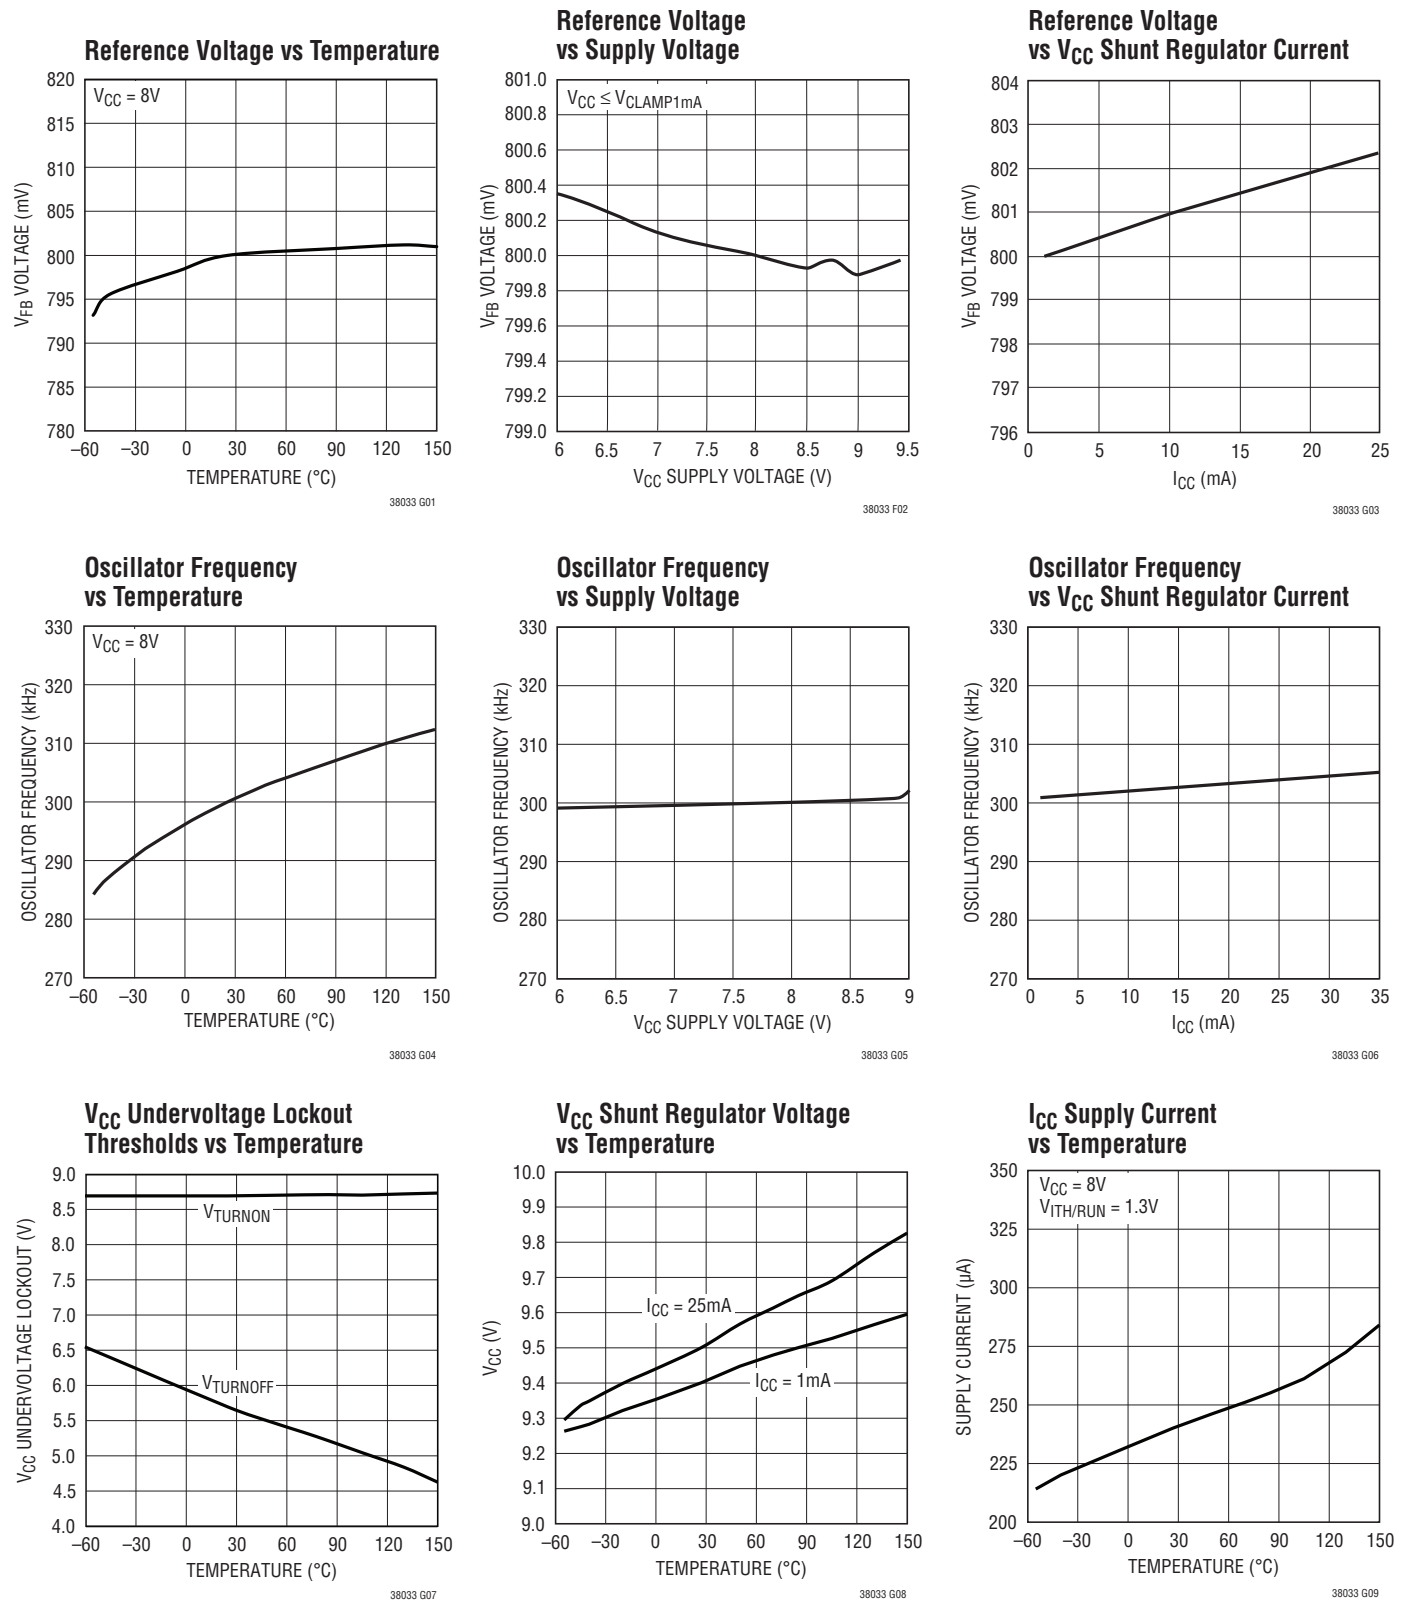 Reference Voltage vs Temperature
820
815
810
805
800
795
790
785
780
VFB VOLTAGE (mV)
VCC = 8V
–60 –30 0 30 60 90 120 150
TEMPERATURE (°C)
38033 G01
Reference Voltage
vs Supply Voltage
801.0
800.8
800.6
800.4
800.2
800.0
799.8
799.6
799.4
799.2
799.0
VFB VOLTAGE (mV)
VCC ≤ VCLAMP1mA
6 6.5 7 7.5 8 8.5 9 9.5
VCC SUPPLY VOLTAGE (V)
38033 F02
Reference Voltage
vs VCC Shunt Regulator Current
804
803
802
801
800
799
798
797
796
VFB VOLTAGE (mV)
0 5 10 15 20 25
ICC (mA)
38033 G03
Oscillator Frequency
vs Temperature
330
320
310
300
290
280
270
OSCILLATOR FREQUENCY (kHz)
VCC = 8V
–60 –30 0 30 60 90 120 150
TEMPERATURE (°C)
38033 G04
Oscillator Frequency
vs Supply Voltage
330
320
310
300
290
280
270
OSCILLATOR FREQUENCY (kHz)
6 6.5 7 7.5 8 8.5 9
VCC SUPPLY VOLTAGE (V)
38033 G05
Oscillator Frequency
vs VCC Shunt Regulator Current
330
320
310
300
290
280
270
OSCILLATOR FREQUENCY (kHz)
0 5 10 15 20 25 30 35
ICC (mA)
38033 G06
VCC Undervoltage Lockout
Thresholds vs Temperature
9.0
8.5
8.0
7.5
7.0
6.5
6.0
5.5
5.0
4.5
4.0
VCC UNDERVOLTAGE LOCKOUT (V)
VTURNON
VTURNOFF
–60 –30 0 30 60 90 120 150
TEMPERATURE (°C)
38033 G07
VCC Shunt Regulator Voltage
vs Temperature
10.0
9.9
9.8
9.7
9.6
9.5
9.4
9.3
9.2
9.1
9.0
VCC (V)
ICC = 25mA
ICC = 1mA
–60 –30 0 30 60 90 120 150
TEMPERATURE (°C)
38033 G08
ICC Supply Current
vs Temperature
350
325
300
275
250
225
200
SUPPLY CURRENT (µA)
VCC = 8V
VITH/RUN = 1.3V
–60 –30 0 30 60 90 120 150
TEMPERATURE (°C)
38033 G09